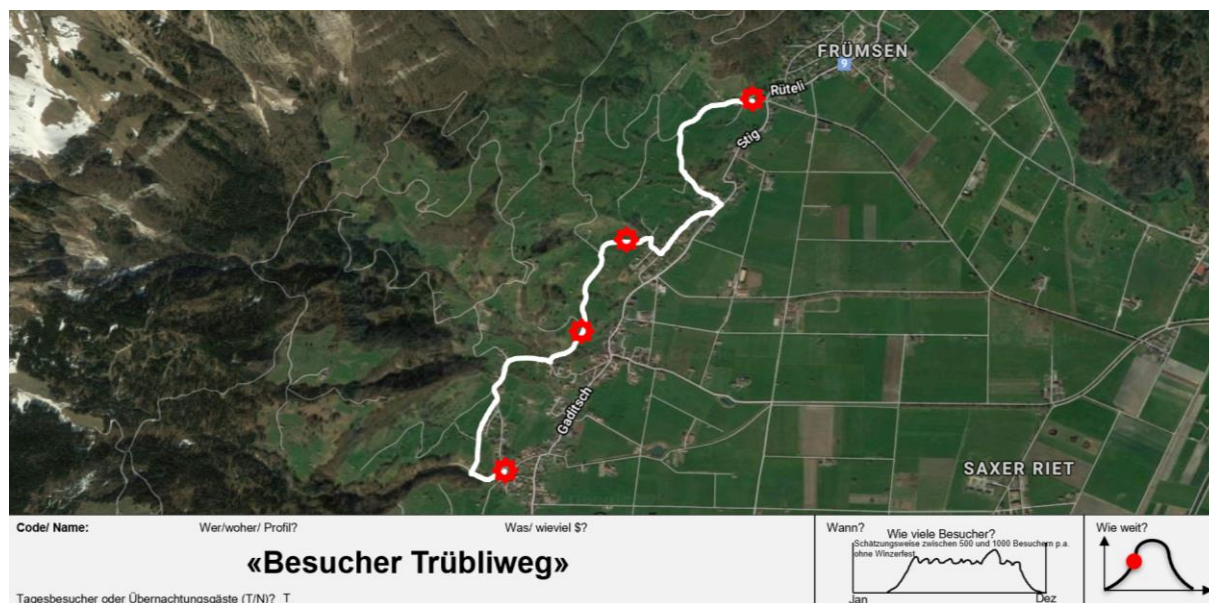 FRÜMSEN
9
Rüteli
Stig
Gaditsch
SAXER RIET
Code/ Name:
Wer/woher/ Profil?
Was/ wieviel $?
«Besucher Trübliweg»
Tagesbesucher oder Übernachtungsgäste (T/N)? T
Wann?
Wie viele Besucher?
Schätzungsweise zwischen 500 und 1000 Besuchern p.a.
ohne Winzerfest
Jan
Dez
Wie weit?